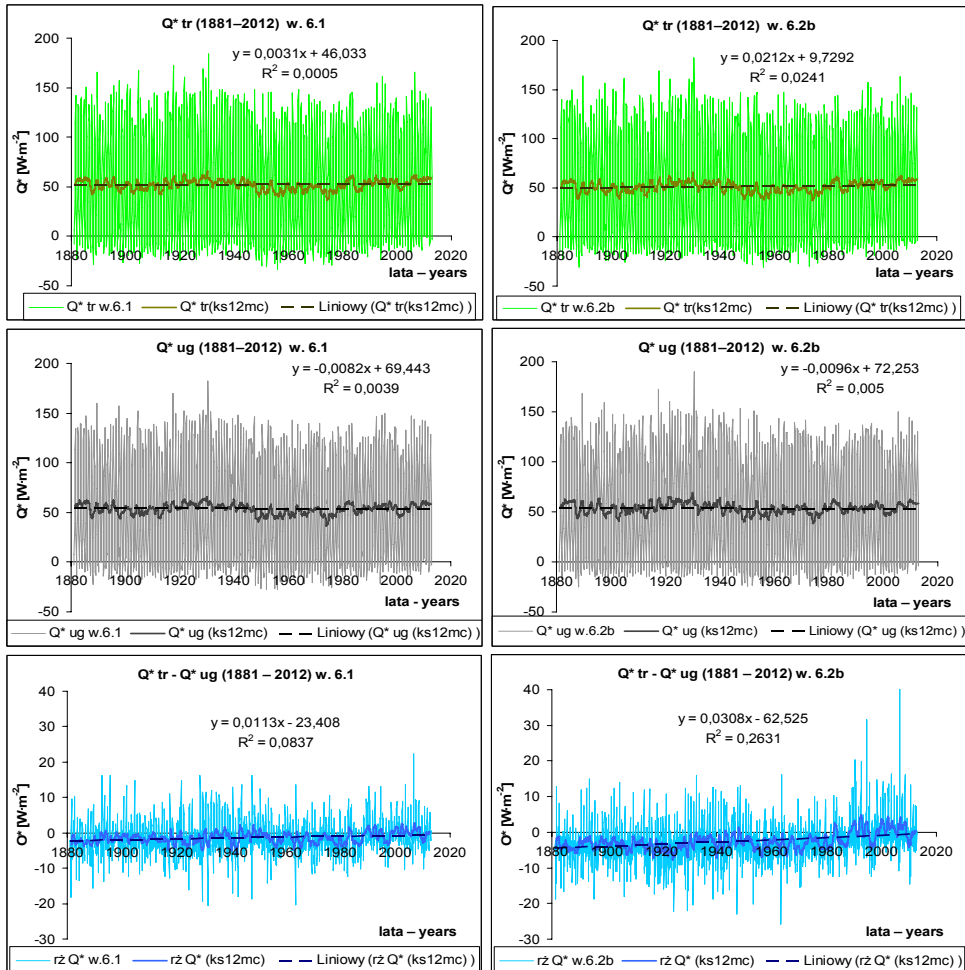 Q* tr (1881–2012) w. 6.1
y = 0,0031x + 46,033
R² = 0,0005
Q* [W·m⁻²]
200
150
100
50
0
-50
1880 1900 1920 1940 1960 1980 2000 2020
lata – years
Q* tr w.6.1 Q* tr(ks12mc) Liniowy (Q* tr(ks12mc) )
Q* tr (1881–2012) w. 6.2b
y = 0,0212x + 9,7292
R² = 0,0241
Q* [W·m⁻²]
200
150
100
50
0
-50
1880 1900 1920 1940 1960 1980 2000 2020
lata – years
Q* tr w.6.2b Q* tr(ks12mc) Liniowy (Q* tr(ks12mc) )
Q* ug (1881–2012) w. 6.1
y = -0,0082x + 69,443
R² = 0,0039
Q* [W·m⁻²]
200
150
100
50
0
-50
1880 1900 1920 1940 1960 1980 2000 2020
lata - years
Q* ug w.6.1 Q* ug (ks12mc) Liniowy (Q* ug (ks12mc) )
Q* ug (1881–2012) w. 6.2b
y = -0,0096x + 72,253
R² = 0,005
Q* [W·m⁻²]
200
150
100
50
0
-50
1880 1900 1920 1940 1960 1980 2000 2020
lata – years
Q* ug w.6.2b Q* ug (ks12mc) Liniowy (Q* ug (ks12mc) )
Q* tr - Q* ug (1881 – 2012) w. 6.1
y = 0,0113x - 23,408
R² = 0,0837
Q* [W·m⁻²]
40
30
20
10
0
-10
-20
-30
1880 1900 1920 1940 1960 1980 2000 2020
lata – years
rż Q* w.6.1 rż Q* (ks12mc) Liniowy (rż Q* (ks12mc) )
Q* tr - Q* ug (1881 – 2012) w. 6.2b
y = 0,0308x - 62,525
R² = 0,2631
Q* [W·m⁻²]
40
30
20
10
0
-10
-20
-30
1880 1900 1920 1940 1960 1980 2000 2020
lata – years
rż Q* w.6.2b rż Q* (ks12mc) Liniowy (rż Q* (ks12mc) )